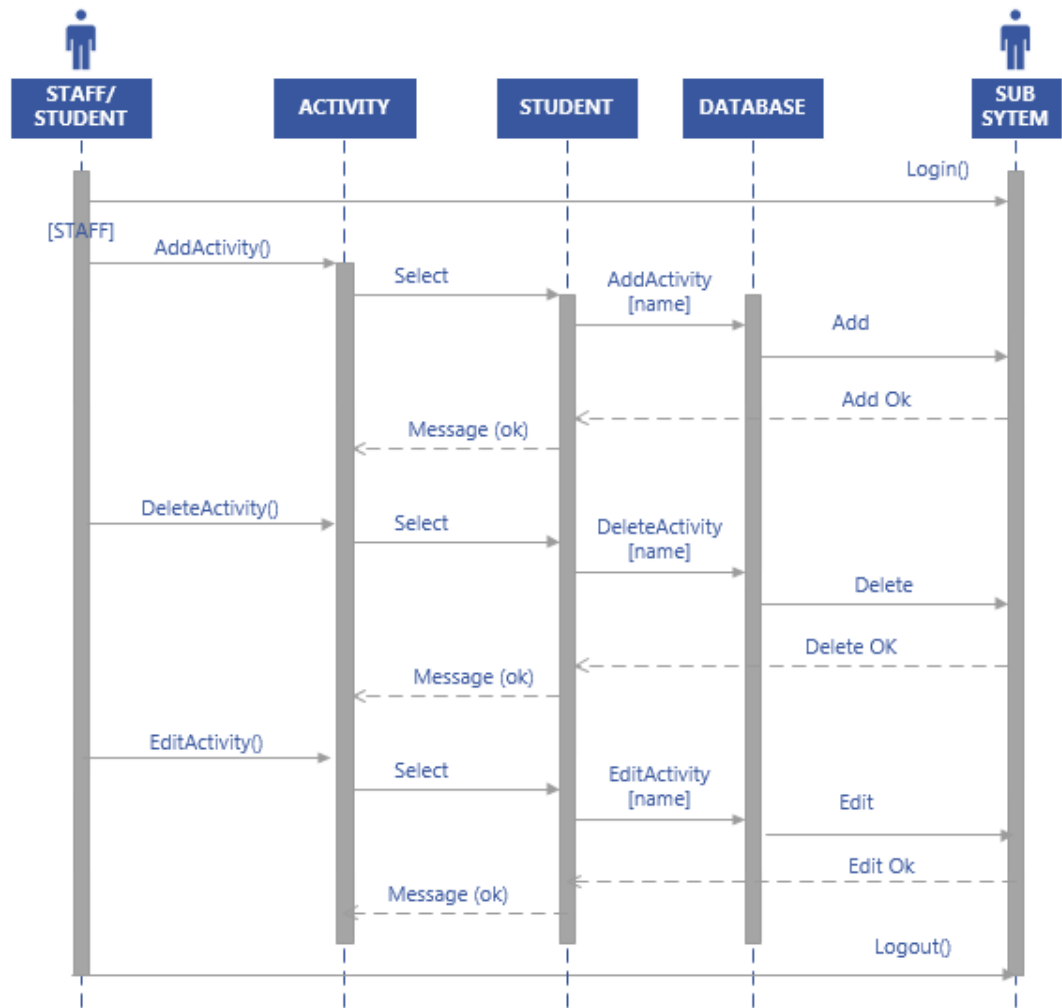 STAFF/
STUDENT
ACTIVITY
STUDENT
DATABASE
SUB
SYTEM
Login()
[STAFF]
AddActivity()
Select
AddActivity
[name]
Add
Add Ok
Message (ok)
DeleteActivity()
Select
DeleteActivity
[name]
Delete
Delete OK
Message (ok)
EditActivity()
Select
EditActivity
[name]
Edit
Edit Ok
Message (ok)
Logout()